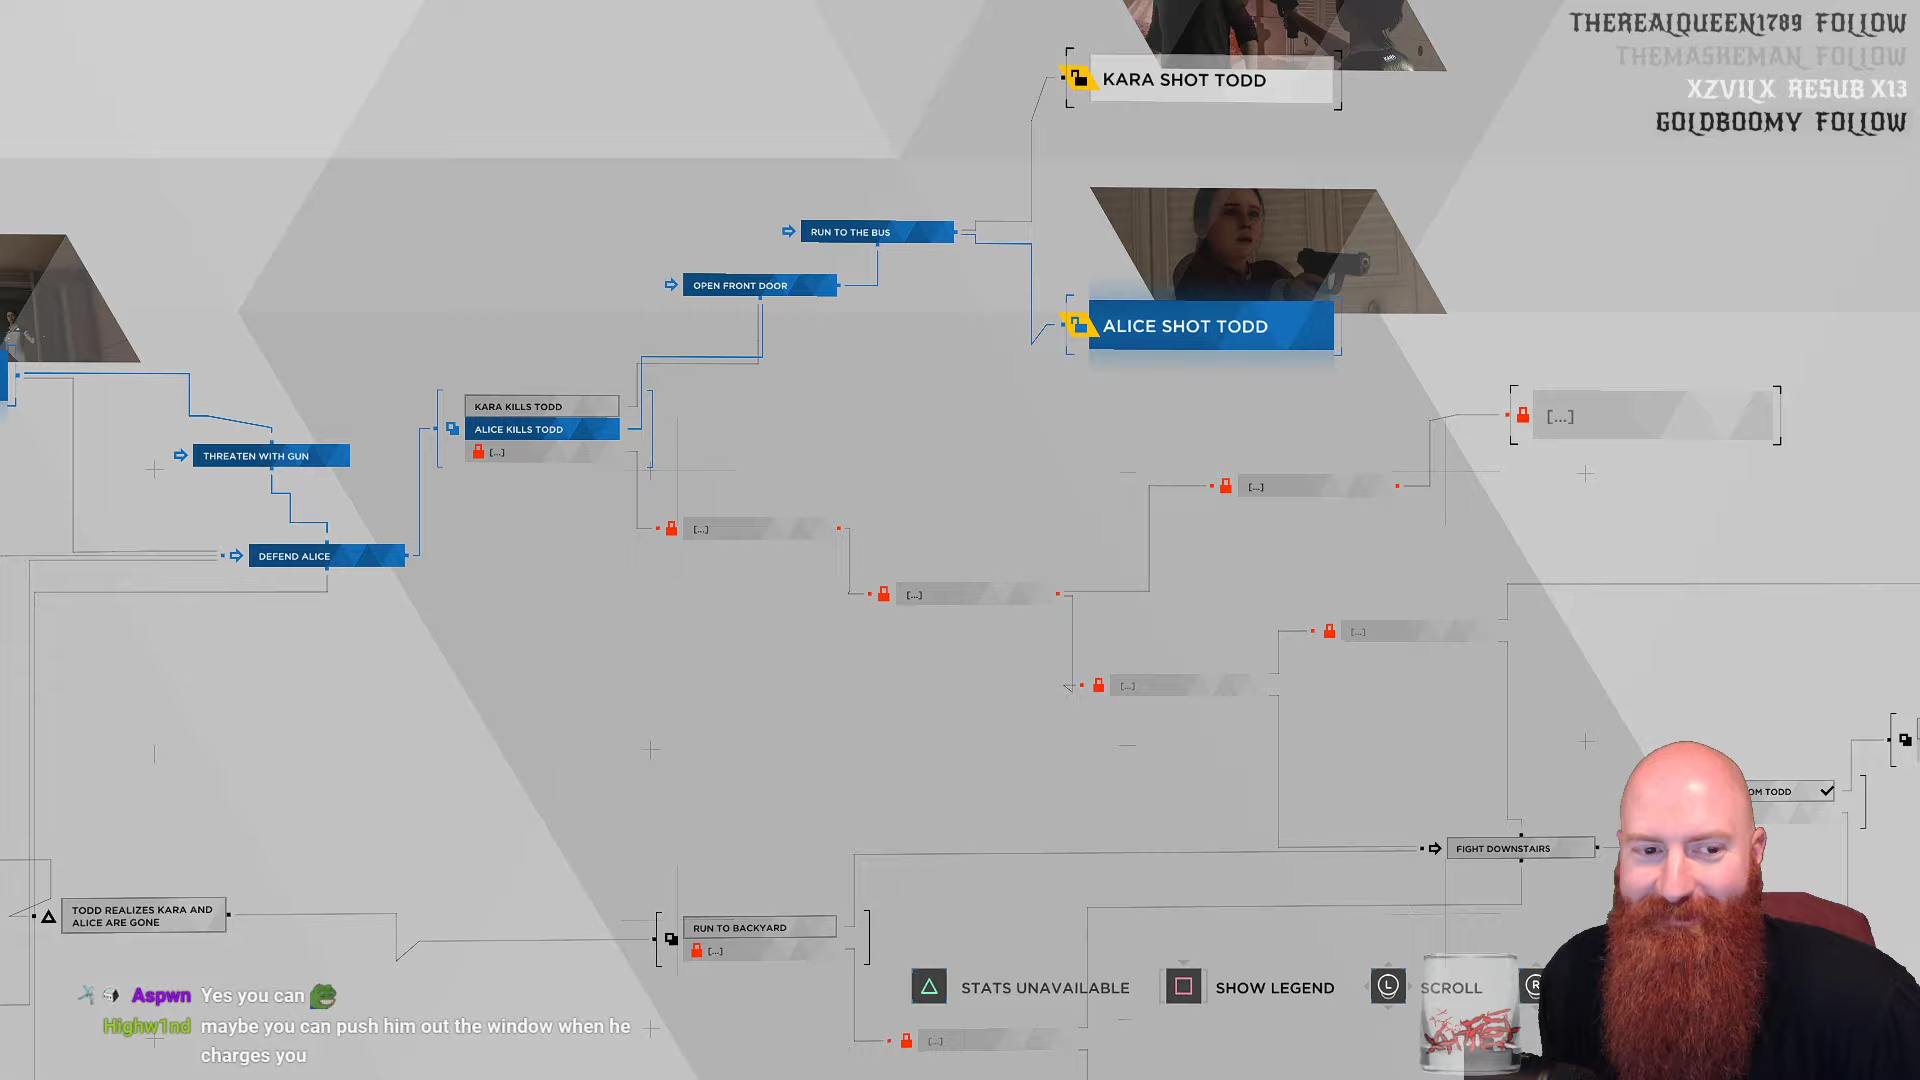 THEREALQUEEN1789 FOLLOW
THEMASKEMAN FOLLOW
XZVILX RESUB X13
GOLDBOOMY FOLLOW
KARA SHOT TODD
RUN TO THE BUS
OPEN FRONT DOOR
ALICE SHOT TODD
KARA KILLS TODD
ALICE KILLS TODD
[...]
[...]
THREATEN WITH GUN
[...]
[...]
DEFEND ALICE
[...]
[...]
[...]
OM TODD
FIGHT DOWNSTAIRS
TODD REALIZES KARA AND
ALICE ARE GONE
RUN TO BACKYARD
[...]
STATS UNAVAILABLE
SHOW LEGEND
L
SCROLL
R
Aspwn Yes you can
Highw1nd maybe you can push him out the window when he
charges you
[...]